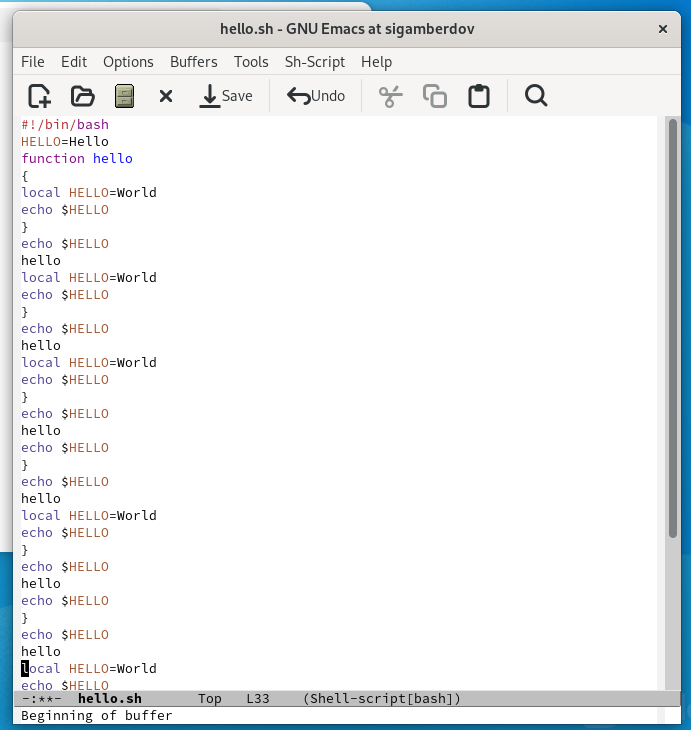 hello.sh - GNU Emacs at sigamberdov
File Edit Options Buffers Tools Sh-Script Help
Save Undo
#!/bin/bash
HELLO=Hello
function hello
{
local HELLO=World
echo $HELLO
}
echo $HELLO
hello
local HELLO=World
echo $HELLO
}
echo $HELLO
hello
local HELLO=World
echo $HELLO
}
echo $HELLO
hello
echo $HELLO
}
echo $HELLO
hello
local HELLO=World
echo $HELLO
}
echo $HELLO
hello
echo $HELLO
}
echo $HELLO
hello
local HELLO=World
echo $HELLO
-:**- hello.sh Top L33 (Shell-script[bash])
Beginning of buffer